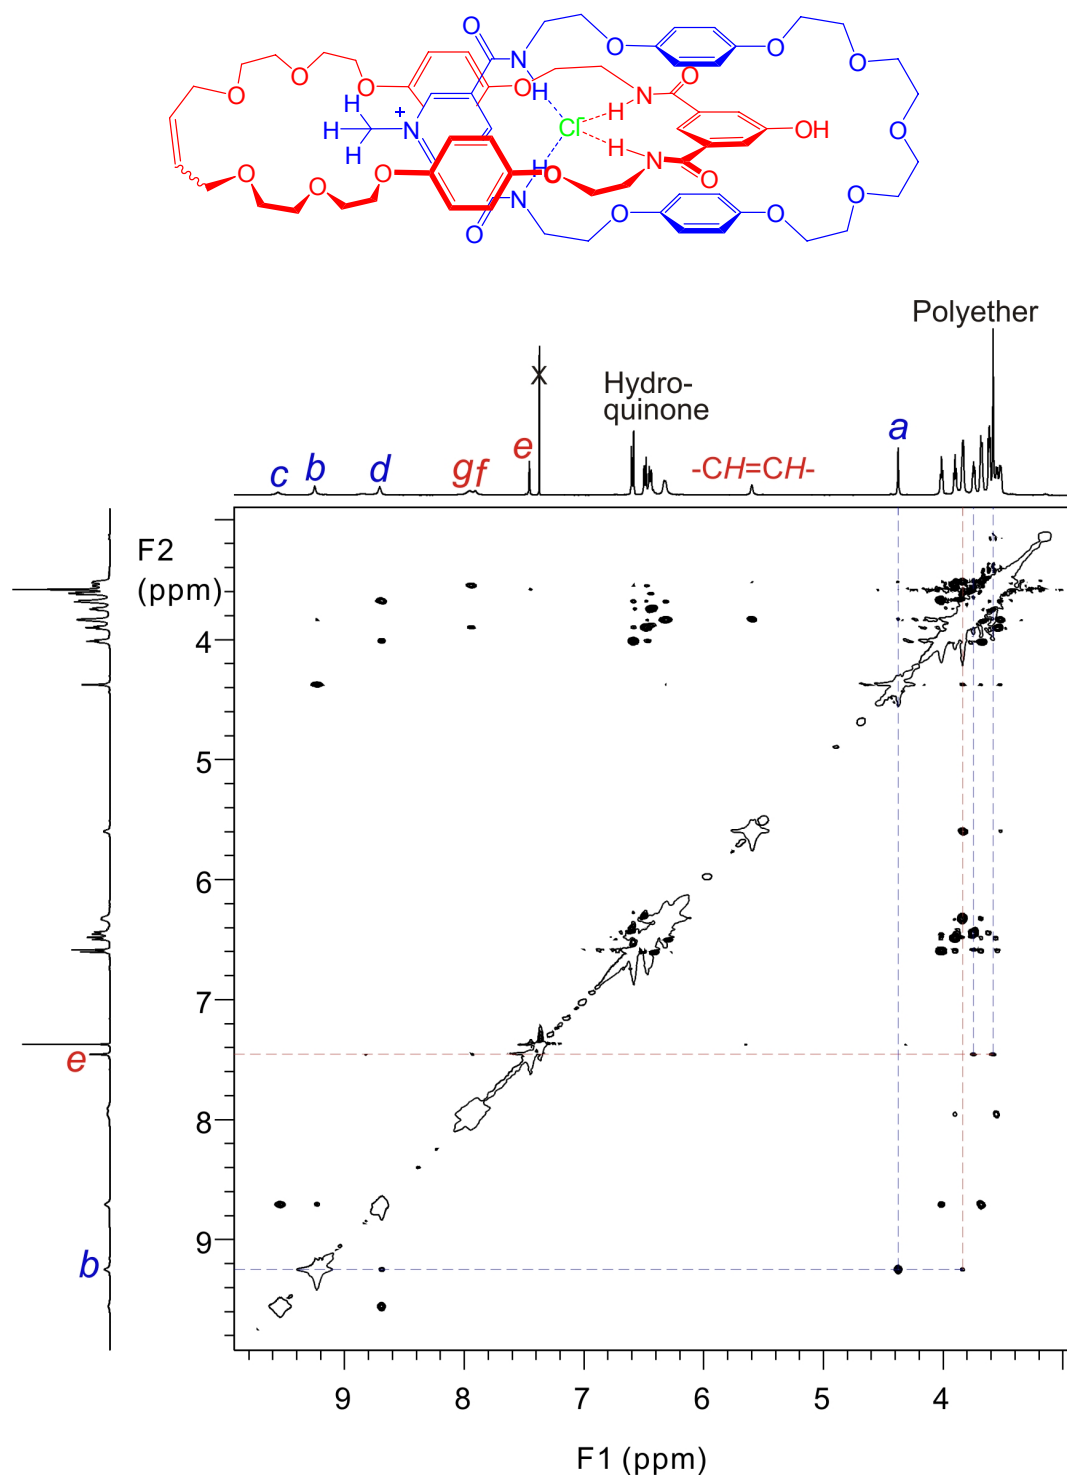 O
N
H
O
O
O
O
O
O
O
O
H
H
H
C
+
N
H
Cl-
H
N
O
OH
O
H
N
O
O
O
O
O
O
N
O
O
O
O
Polyether
Hydro-
quinone
X
e
a
c b d
g f
-CH=CH-
F2
(ppm)
4
5
6
7
e
8
9
b
9 8 7 6 5 4
F1 (ppm)